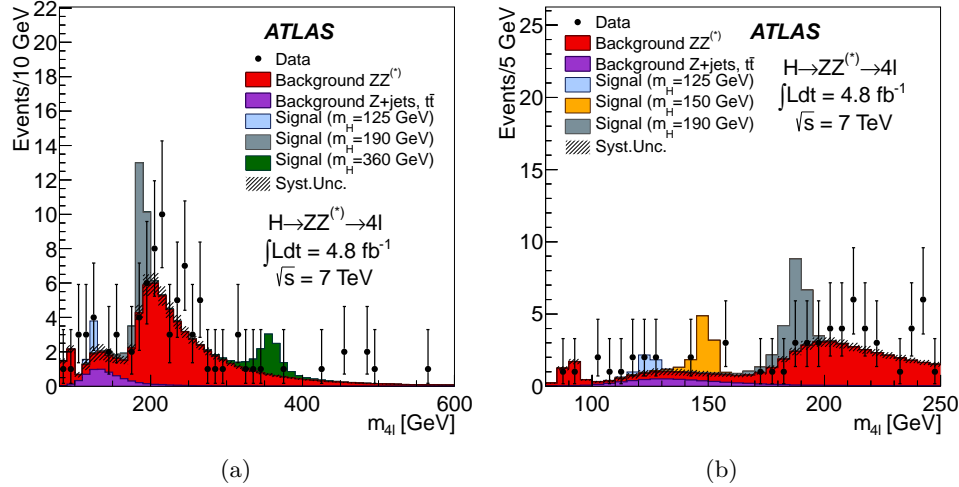 ATLAS
Data
Background ZZ(*)
Background Z+jets, tt̄
Signal (mH=125 GeV)
Signal (mH=190 GeV)
Signal (mH=360 GeV)
Syst.Unc.
H→ZZ(*)→4l
∫Ldt = 4.8 fb-1
√s = 7 TeV
Events/10 GeV
22
20
18
16
14
12
10
8
6
4
2
0
200
400
600
m4l [GeV]
(a)
ATLAS
Data
Background ZZ(*)
Background Z+jets, tt̄
Signal (mH=125 GeV)
Signal (mH=150 GeV)
Signal (mH=190 GeV)
Syst.Unc.
H→ZZ(*)→4l
∫Ldt = 4.8 fb-1
√s = 7 TeV
Events/5 GeV
25
20
15
10
5
0
100
150
200
250
m4l [GeV]
(b)